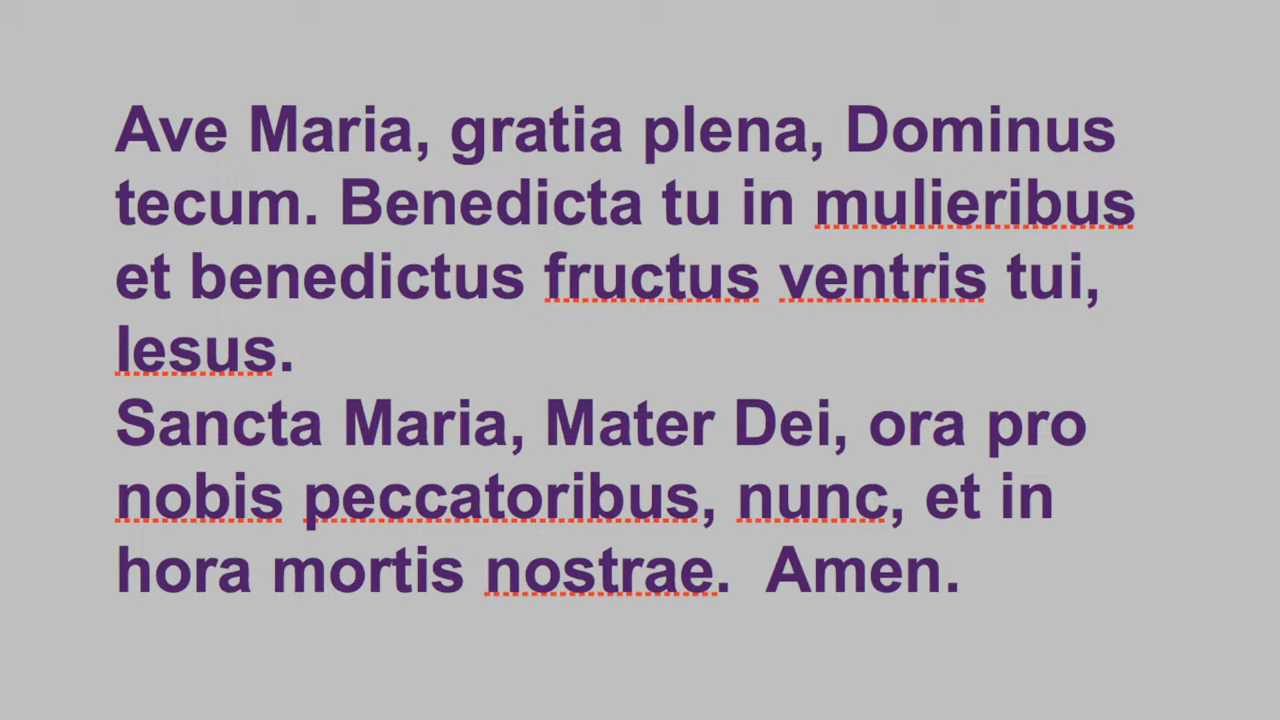 Ave Maria, gratia plena, Dominus
tecum. Benedicta tu in mulieribus
et benedictus fructus ventris tui,
Iesus.
Sancta Maria, Mater Dei, ora pro
nobis peccatoribus, nunc, et in
hora mortis nostrae.  Amen.